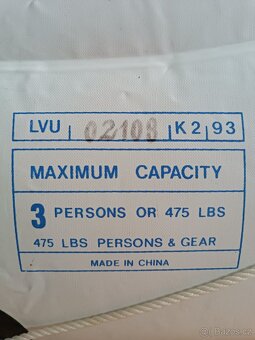 LVU 02108 K2 93
MAXIMUM CAPACITY
3 PERSONS OR 475 LBS
475 LBS PERSONS & GEAR
MADE IN CHINA